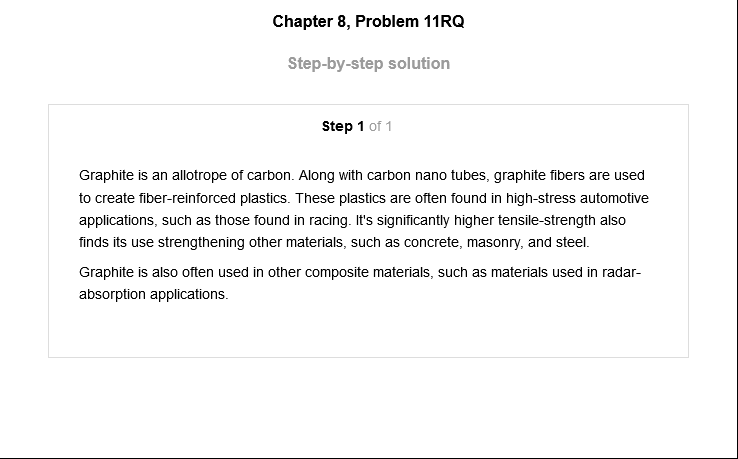 Chapter 8, Problem 11RQ
Step-by-step solution
Step 1 of 1
Graphite is an allotrope of carbon. Along with carbon nano tubes, graphite fibers are used
to create fiber-reinforced plastics. These plastics are often found in high-stress automotive
applications, such as those found in racing. It's significantly higher tensile-strength also
finds its use strengthening other materials, such as concrete, masonry, and steel.
Graphite is also often used in other composite materials, such as materials used in radar-
absorption applications.